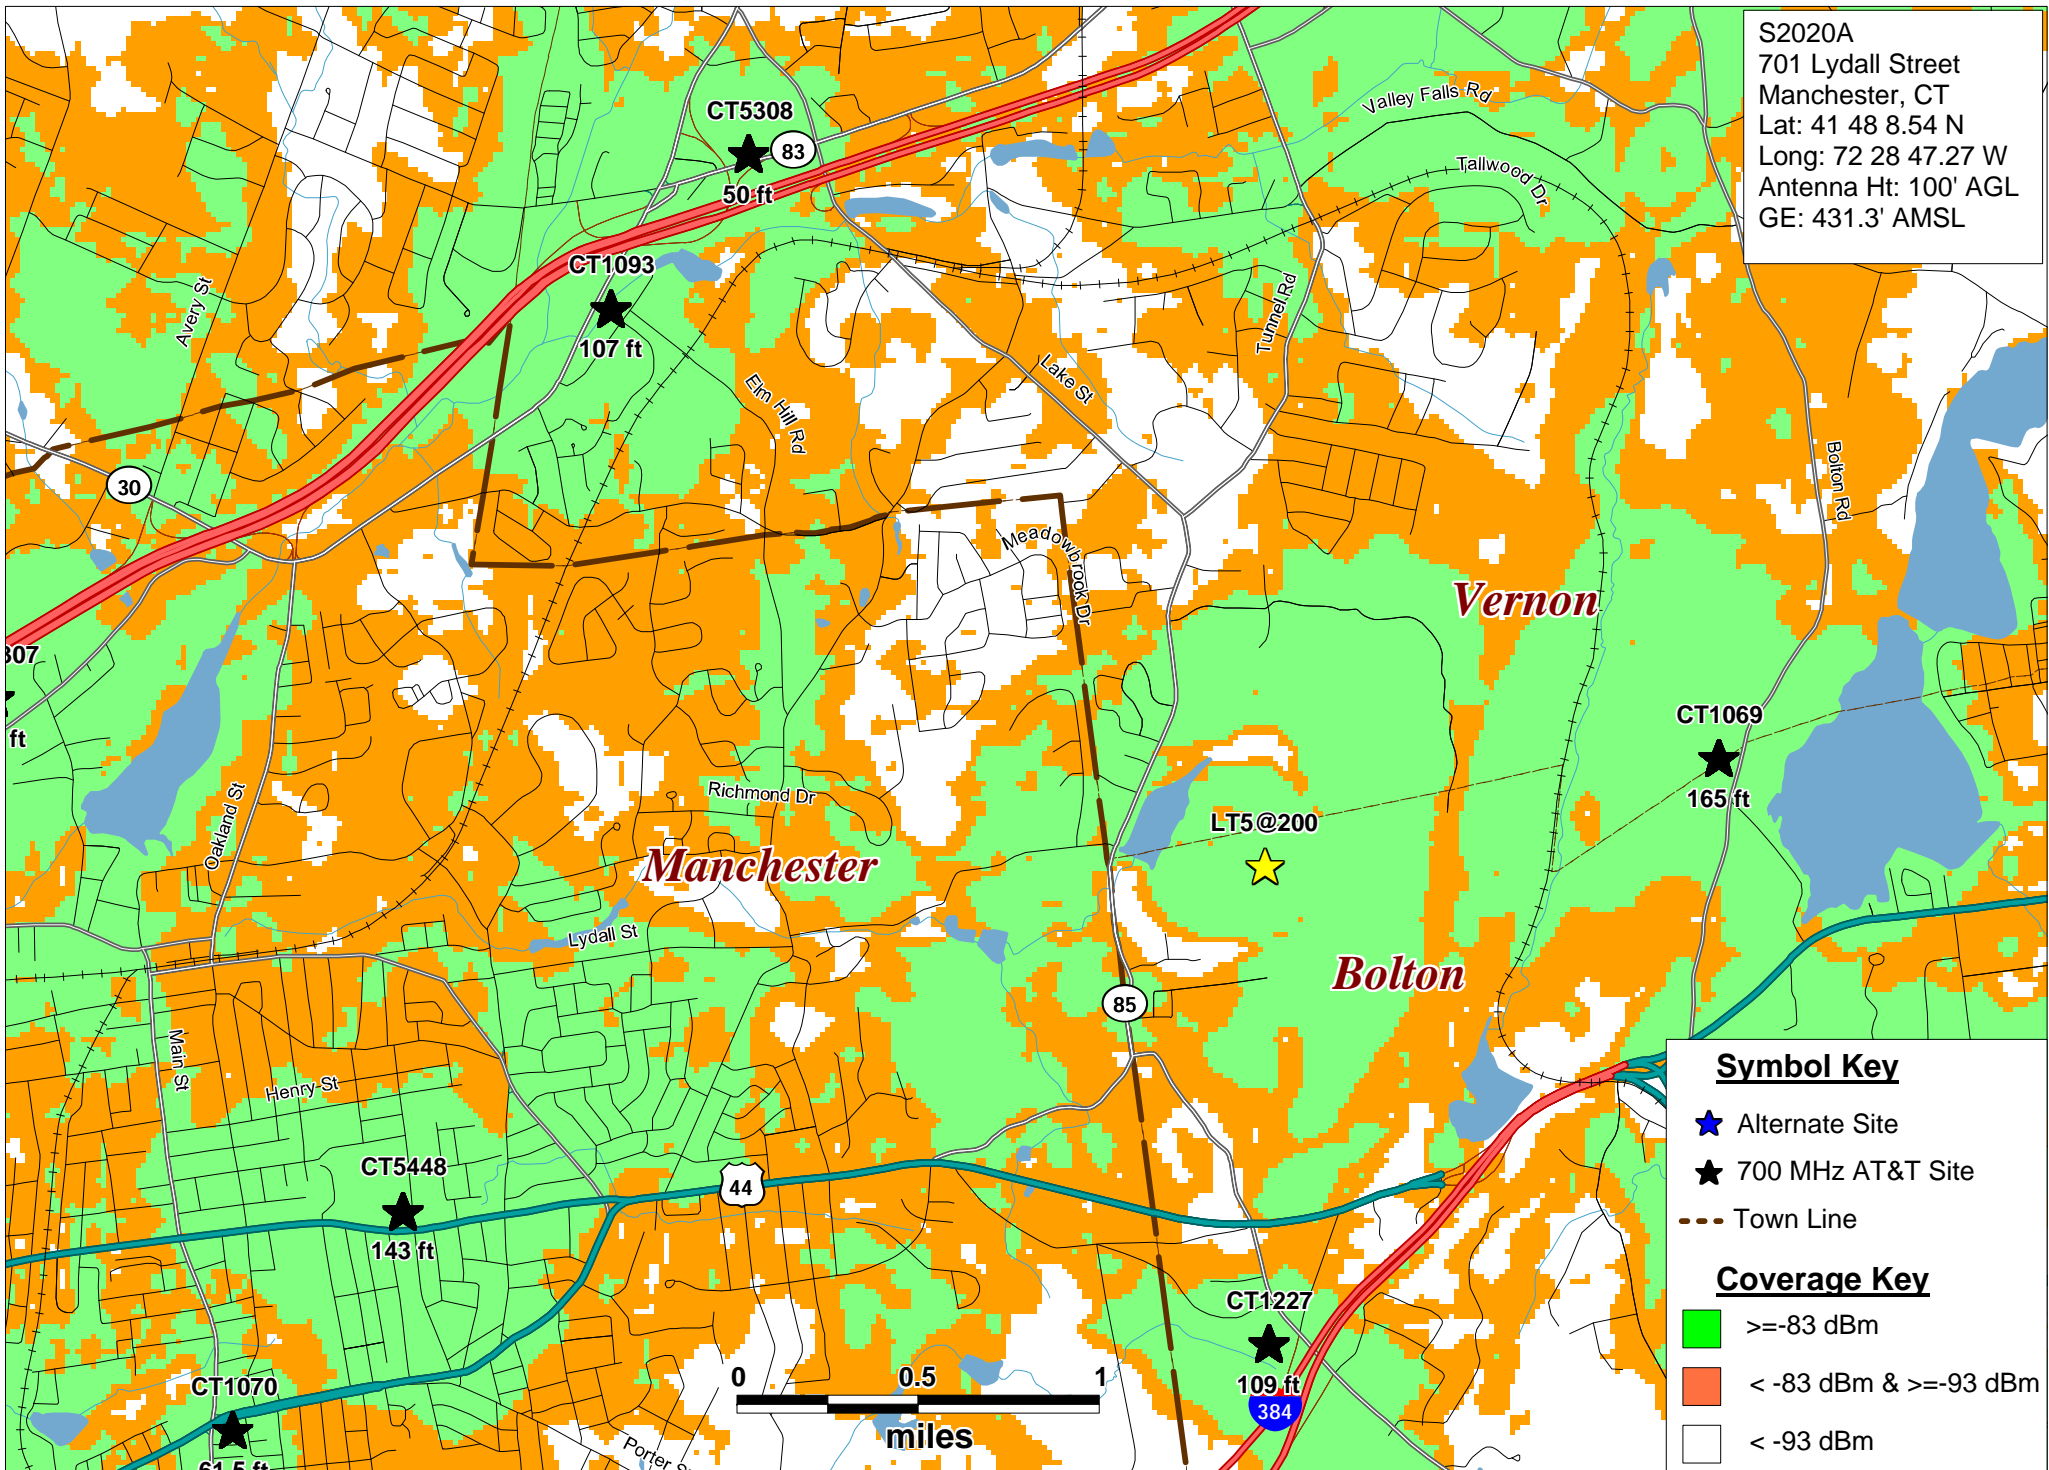 S2020A
701 Lydall Street
Manchester, CT
Lat: 41 48 8.54 N
Long: 72 28 47.27 W
Antenna Ht: 100' AGL
GE: 431.3' AMSL
CT5308
83
50 ft
Valley Falls Rd
Tallwood Dr
CT1093
107 ft
Avery St
Tunnel Rd
Lake St
Elm Hill Rd
Bolton Rd
30
Meadowbrook Dr
Vernon
307
ft
CT1069
165 ft
Richmond Dr
Oakland St
LT5@200
Manchester
Lydall St
Bolton
85
Main St
Henry St
CT5448
143 ft
44
CT1227
109 ft
384
CT1070
61.5 ft
0 0.5 1
miles
Porter S
Symbol Key
Alternate Site
700 MHz AT&T Site
Town Line
Coverage Key
>=-83 dBm
< -83 dBm & >=-93 dBm
< -93 dBm